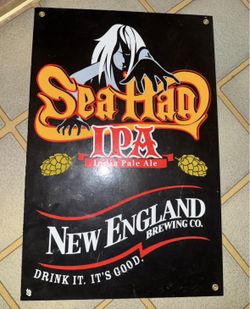 Sea Hag
IPA
India Pale Ale
NEW ENGLAND
BREWING CO.
DRINK IT. IT'S GOOD.